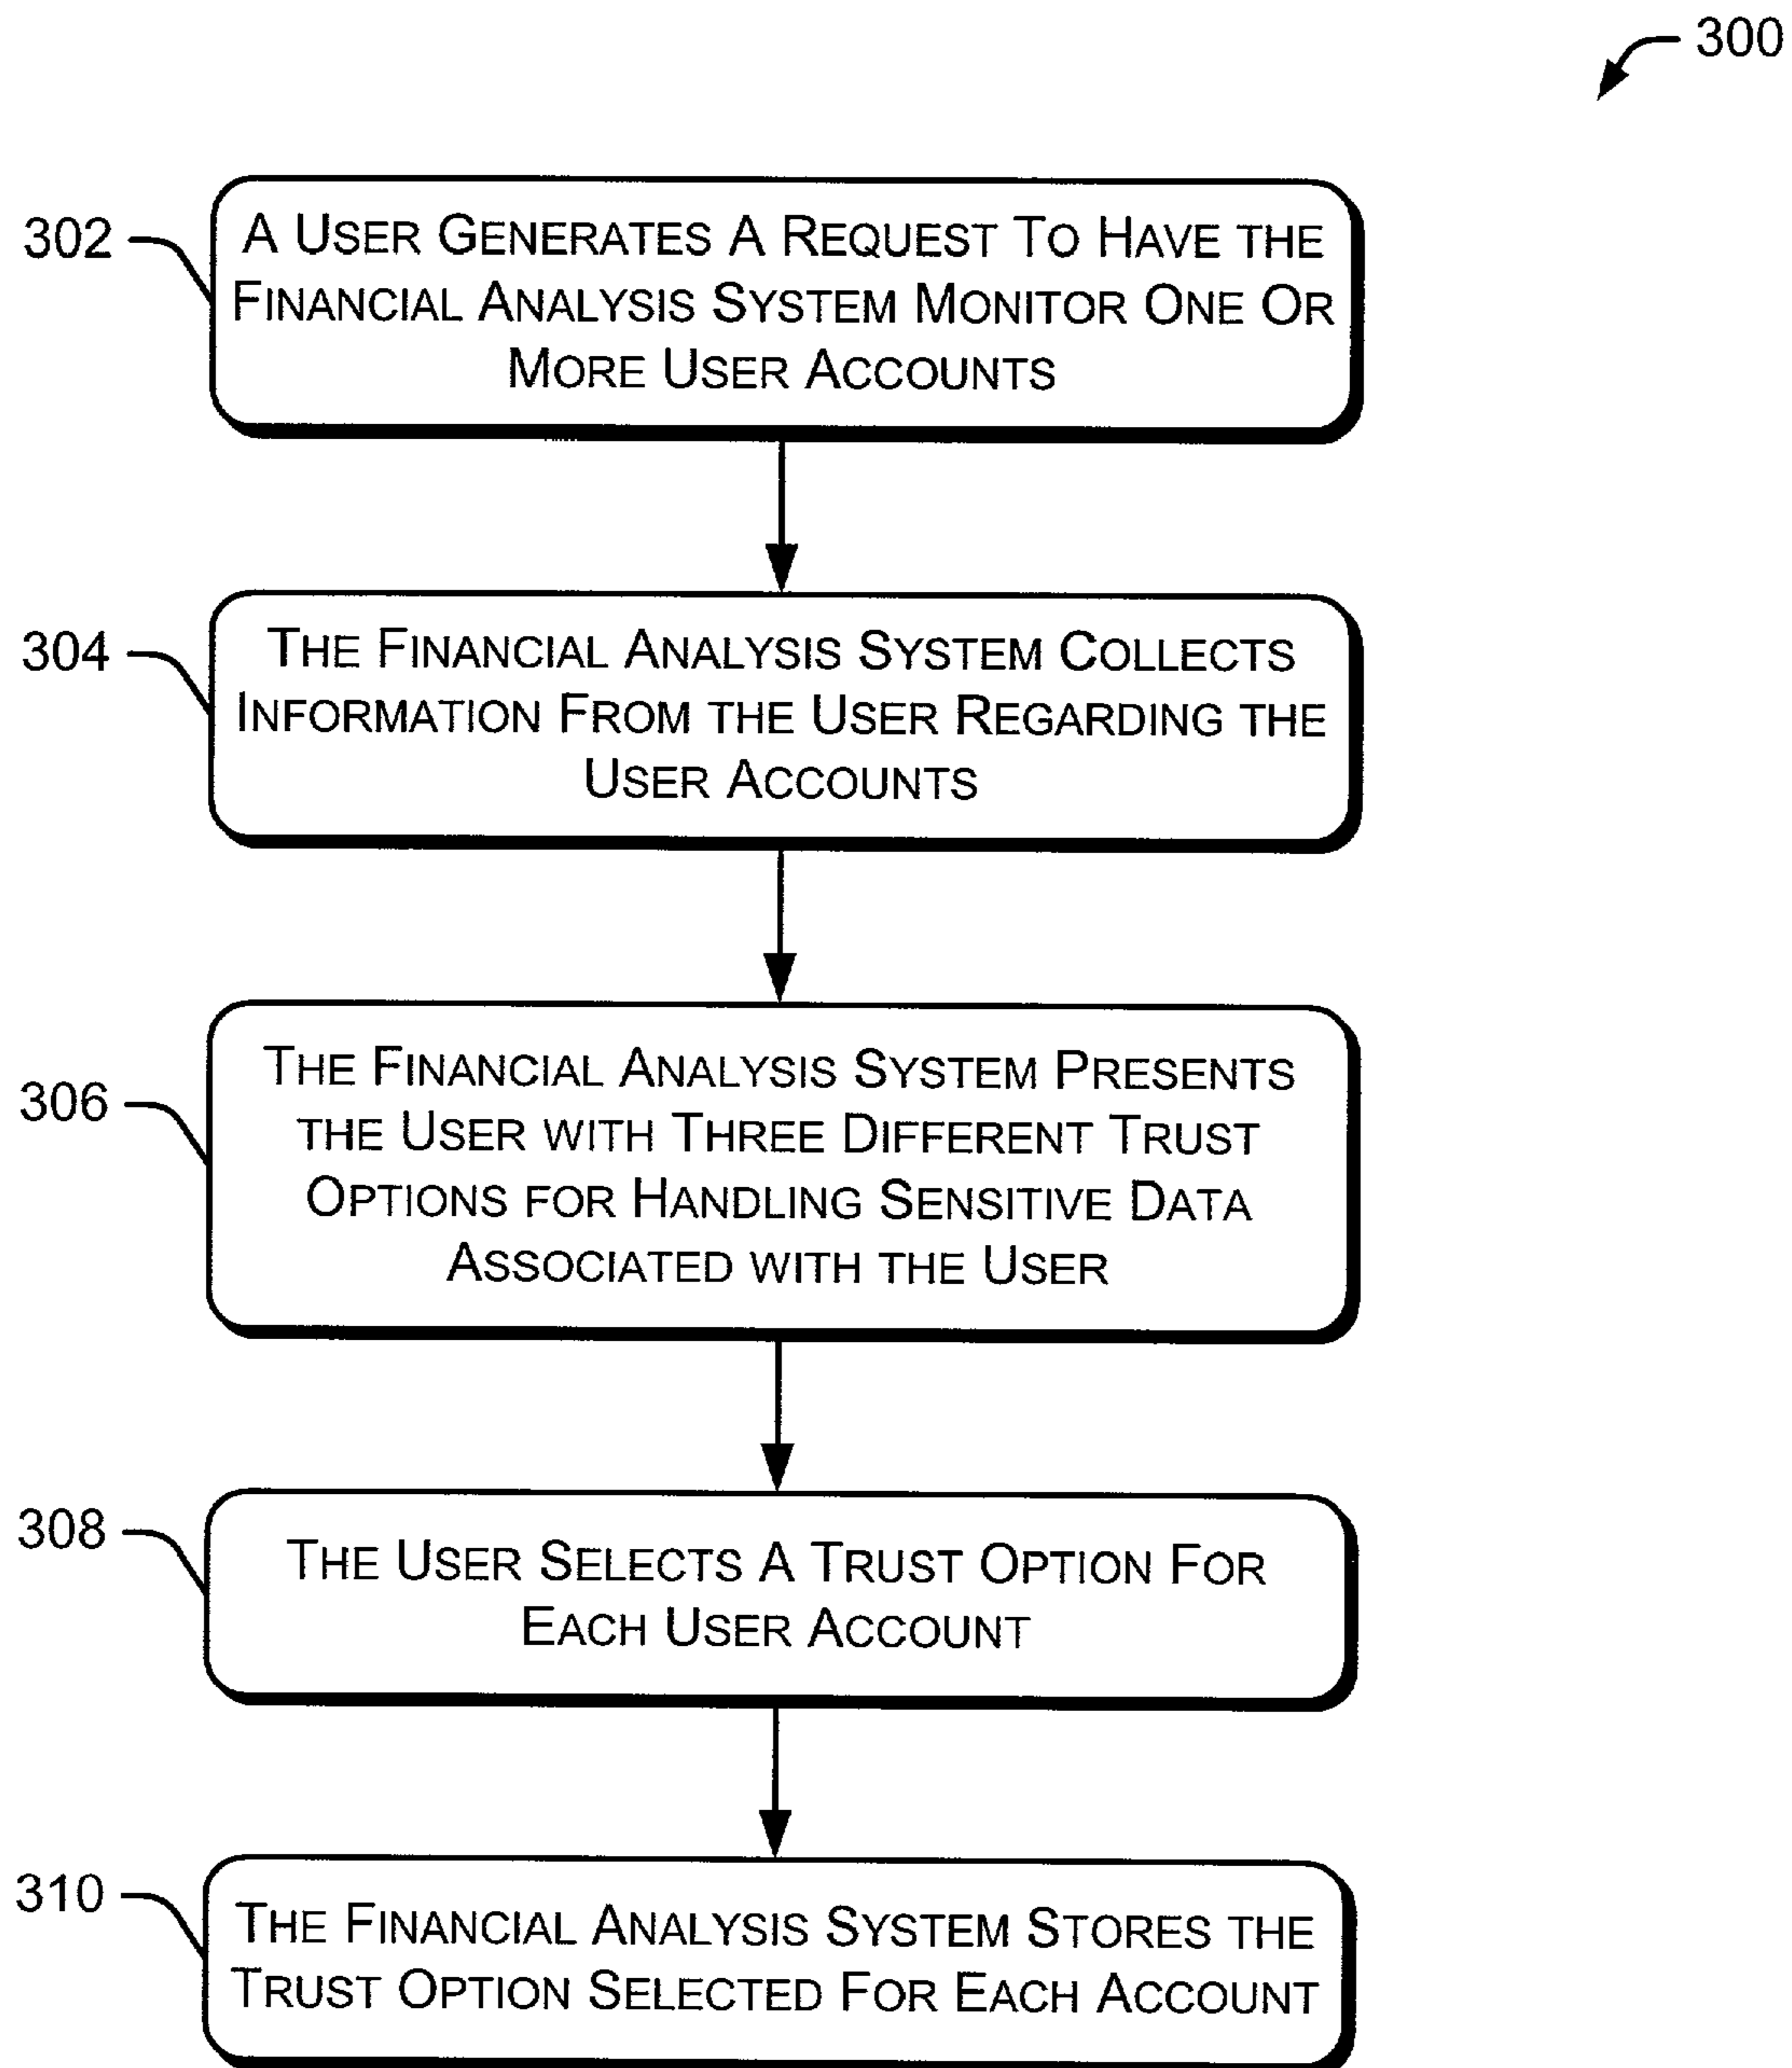 300
302
A USER GENERATES A REQUEST TO HAVE THE
FINANCIAL ANALYSIS SYSTEM MONITOR ONE OR
MORE USER ACCOUNTS
304
THE FINANCIAL ANALYSIS SYSTEM COLLECTS
INFORMATION FROM THE USER REGARDING THE
USER ACCOUNTS
306
THE FINANCIAL ANALYSIS SYSTEM PRESENTS
THE USER WITH THREE DIFFERENT TRUST
OPTIONS FOR HANDLING SENSITIVE DATA
ASSOCIATED WITH THE USER
308
THE USER SELECTS A TRUST OPTION FOR
EACH USER ACCOUNT
310
THE FINANCIAL ANALYSIS SYSTEM STORES THE
TRUST OPTION SELECTED FOR EACH ACCOUNT